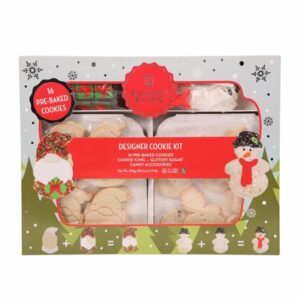 16
PRE-BAKED
COOKIES
DESIGNER COOKIE KIT
16 PRE-BAKED COOKIES
COOKIE ICING • GLITTERY SUGAR
CANDY ACCESSORIES